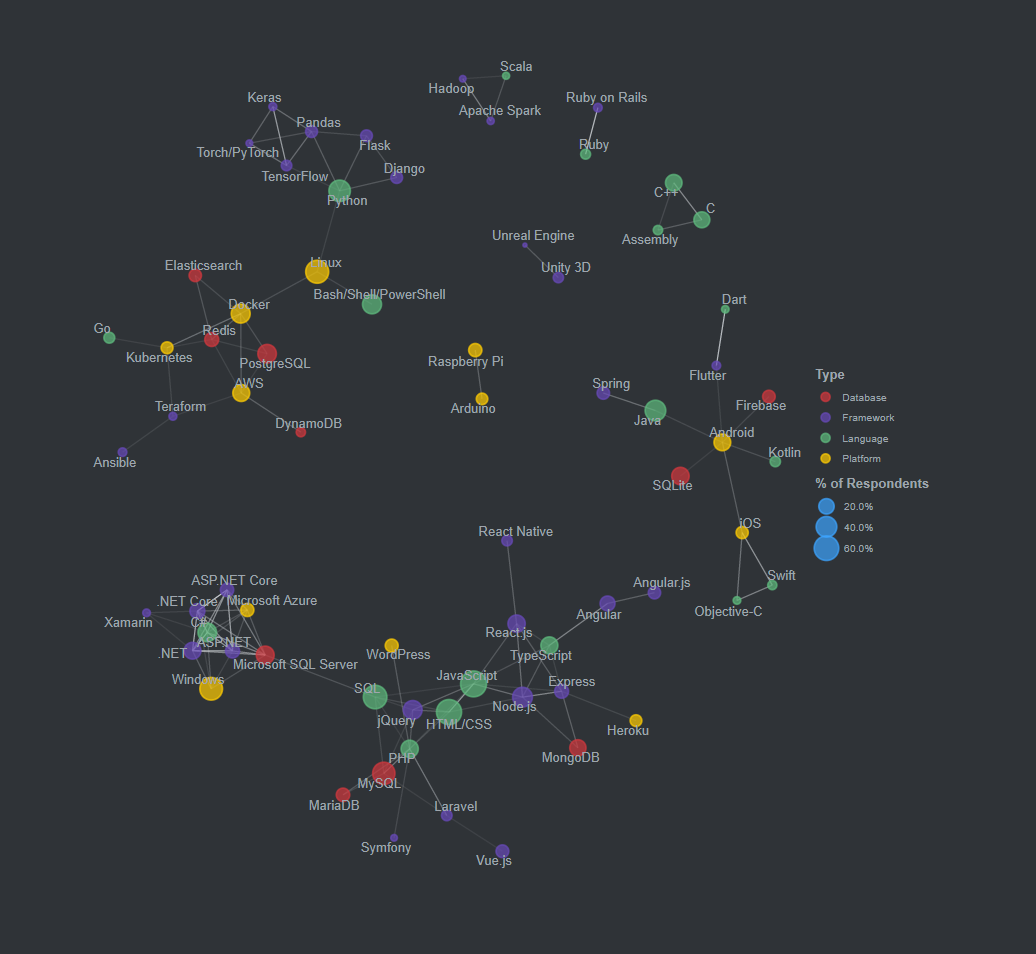 Scala
Hadoop
Keras
Ruby on Rails
Apache Spark
Pandas
Flask
Ruby
Torch/PyTorch
Django
TensorFlow
Python
C++
C
Unreal Engine
Assembly
Linux
Elasticsearch
Unity 3D
Bash/Shell/PowerShell
Docker
Dart
Go
Redis
Kubernetes
PostgreSQL
Raspberry Pi
Flutter
Type
AWS
Spring
Database
Teraform
Arduino
Firebase
Framework
DynamoDB
Java
Android
Language
Ansible
Kotlin
Platform
SQLite
% of Respondents
20.0%
iOS
40.0%
React Native
60.0%
ASP.NET Core
Swift
Angular.js
.NET Core
Microsoft Azure
Objective-C
Xamarin
C#
Angular
React.js
ASP.NET
.NET
WordPress
TypeScript
Microsoft SQL Server
Windows
JavaScript
SQL
Express
jQuery
HTML/CSS
Node.js
Heroku
PHP
MongoDB
MySQL
MariaDB
Laravel
Symfony
Vue.js